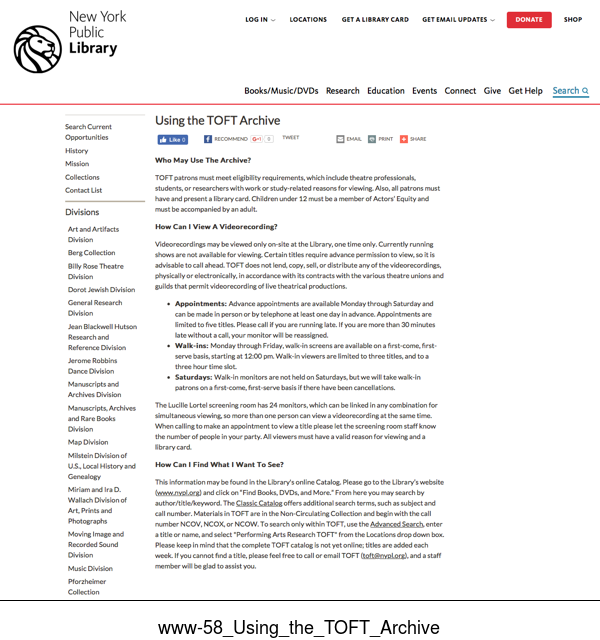 New York
Public
Library
LOG IN
LOCATIONS
GET A LIBRARY CARD
GET EMAIL UPDATES
DONATE
SHOP
Books/Music/DVDs Research Education Events Connect Give Get Help Search
Search Current
Opportunities
History
Mission
Collections
Contact List
Divisions
Art and Artifacts
Division
Berg Collection
Billy Rose Theatre
Division
Dorot Jewish Division
General Research
Division
Jean Blackwell Hutson
Research and
Reference Division
Jerome Robbins
Dance Division
Manuscripts and
Archives Division
Manuscripts, Archives
and Rare Books
Division
Map Division
Milstein Division of
U.S., Local History and
Genealogy
Miriam and Ira D.
Wallach Division of
Art, Prints and
Photographs
Moving Image and
Recorded Sound
Division
Music Division
Pforzheimer
Collection
Using the TOFT Archive
Like 0
RECOMMEND
G+1 0
TWEET
EMAIL
PRINT
SHARE
Who May Use The Archive?
TOFT patrons must meet eligibility requirements, which include theatre professionals,
students, or researchers with work or study-related reasons for viewing. Also, all patrons must
have and present a library card. Children under 12 must be a member of Actors' Equity and
must be accompanied by an adult.
How Can I View A Videorecording?
Videorecordings may be viewed only on-site at the Library, one time only. Currently running
shows are not available for viewing. Certain titles require advance permission to view, so it is
advisable to call ahead. TOFT does not lend, copy, sell, or distribute any of the videorecordings,
physically or electronically, in accordance with its contracts with the various theatre unions and
guilds that permit videorecording of live theatrical productions.
• Appointments: Advance appointments are available Monday through Saturday and
can be made in person or by telephone at least one day in advance. Appointments are
limited to five titles. Please call if you are running late. If you are more than 30 minutes
late without a call, your monitor will be reassigned.
• Walk-ins: Monday through Friday, walk-in screens are available on a first-come, first-
serve basis, starting at 12:00 pm. Walk-in viewers are limited to three titles, and to a
three hour time slot.
• Saturdays: Walk-in monitors are not held on Saturdays, but we will take walk-in
patrons on a first-come, first-serve basis if there have been cancellations.
The Lucille Lortel screening room has 24 monitors, which can be linked in any combination for
simultaneous viewing, so more than one person can view a videorecording at the same time.
When calling to make an appointment to view a title please let the screening room staff know
the number of people in your party. All viewers must have a valid reason for viewing and a
library card.
How Can I Find What I Want To See?
This information may be found in the Library's online Catalog. Please go to the Library's website
(www.nypl.org) and click on "Find Books, DVDs, and More." From here you may search by
author/title/keyword. The Classic Catalog offers additional search terms, such as subject and
call number. Materials in TOFT are in the Non-Circulating Collection and begin with the call
number NCOV, NCOX, or NCOW. To search only within TOFT, use the Advanced Search, enter
a title or name, and select "Performing Arts Research TOFT" from the Locations drop down box.
Please keep in mind that the complete TOFT catalog is not yet online; titles are added each
week. If you cannot find a title, please feel free to call or email TOFT (toft@nypl.org), and a staff
member will be glad to assist you.
www-58_Using_the_TOFT_Archive